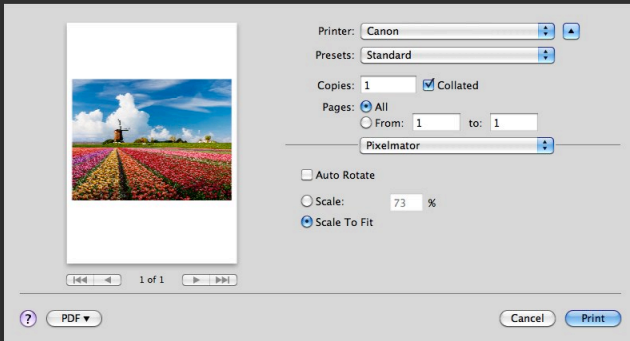 Printer: Canon
Presets: Standard
Copies: 1 Collated
Pages: All
From: 1 to: 1
Pixelmator
Auto Rotate
Scale: 73 %
Scale To Fit
1 of 1
? PDF ▾ Cancel Print